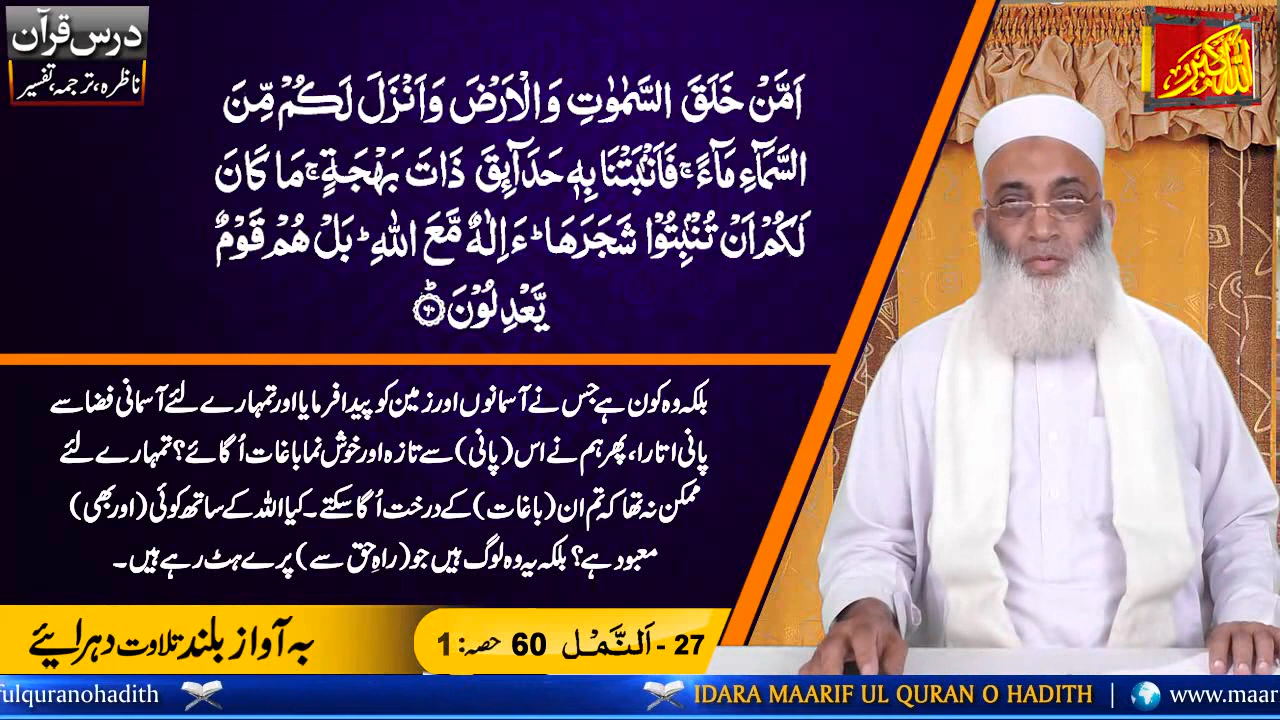 درس قرآن
ناظرہ، ترجمہ، تفسیر
اَمَّنْ خَلَقَ السَّمٰوٰتِ وَالْاَرْضَ وَاَنْزَلَ لَكُمْ مِّنَ
السَّمَآءِ مَآءً ۚ فَاَنْۢبَتْنَا بِهٖ حَدَآئِقَ ذَاتَ بَهْجَةٍ ۚ مَا كَانَ
لَكُمْ اَنْ تُنْۢبِتُوْا شَجَرَهَا ؕ ءَاِلٰهٌ مَّعَ اللّٰهِ ؕ بَلْ هُمْ قَوْمٌ
يَّعْدِلُوْنَ ؕ ۶۰
بلکہ وہ کون ہے جس نے آسمانوں اور زمین کو پیدا فرمایا اور تمہارے لئے آسمانی فضا سے
پانی اتارا، پھر ہم نے اس (پانی) سے تازہ اور خوش نما باغات اُگائے؟ تمہارے لئے
ممکن نہ تھا کہ تم ان (باغات) کے درخت اُگا سکتے۔ کیا اللہ کے ساتھ کوئی (اور بھی)
معبود ہے؟ بلکہ یہ وہ لوگ ہیں جو (راہِ حق سے) پرے ہٹ رہے ہیں۔
27 - اَلنَّمْل 60 حصہ: 1
بہ آواز بلند تلاوت دہرائیے
fulquranohadith
IDARA MAARIF UL QURAN O HADITH | www.maar
اللہ اکبر